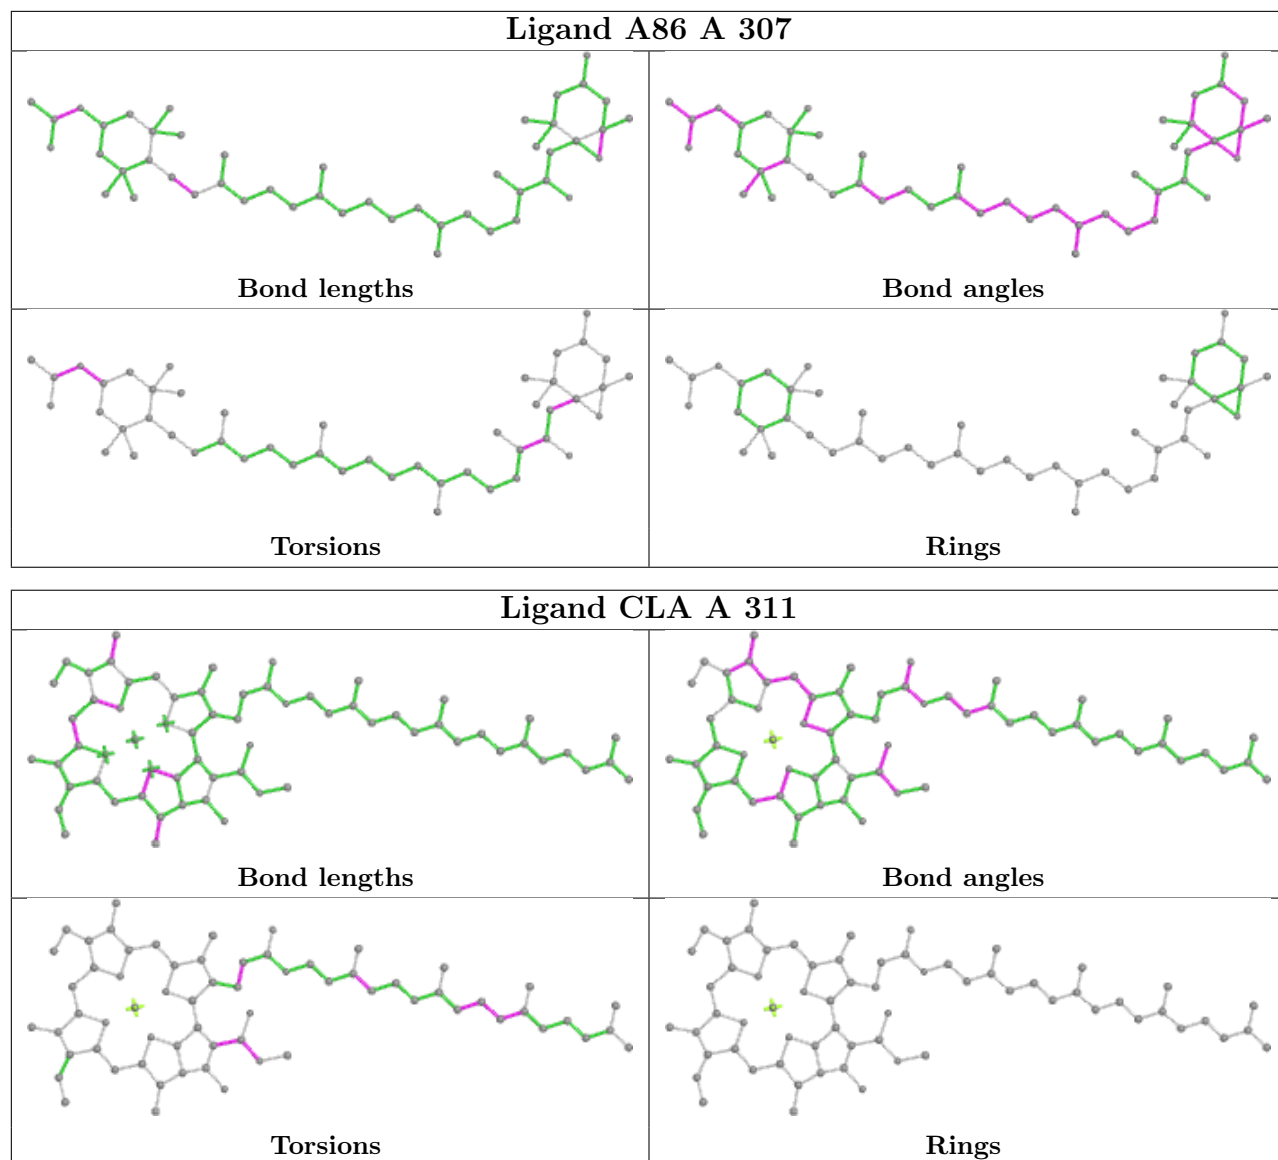 Ligand A86 A 307
Bond lengths
Bond angles
Torsions
Rings
Ligand CLA A 311
Bond lengths
Bond angles
Torsions
Rings